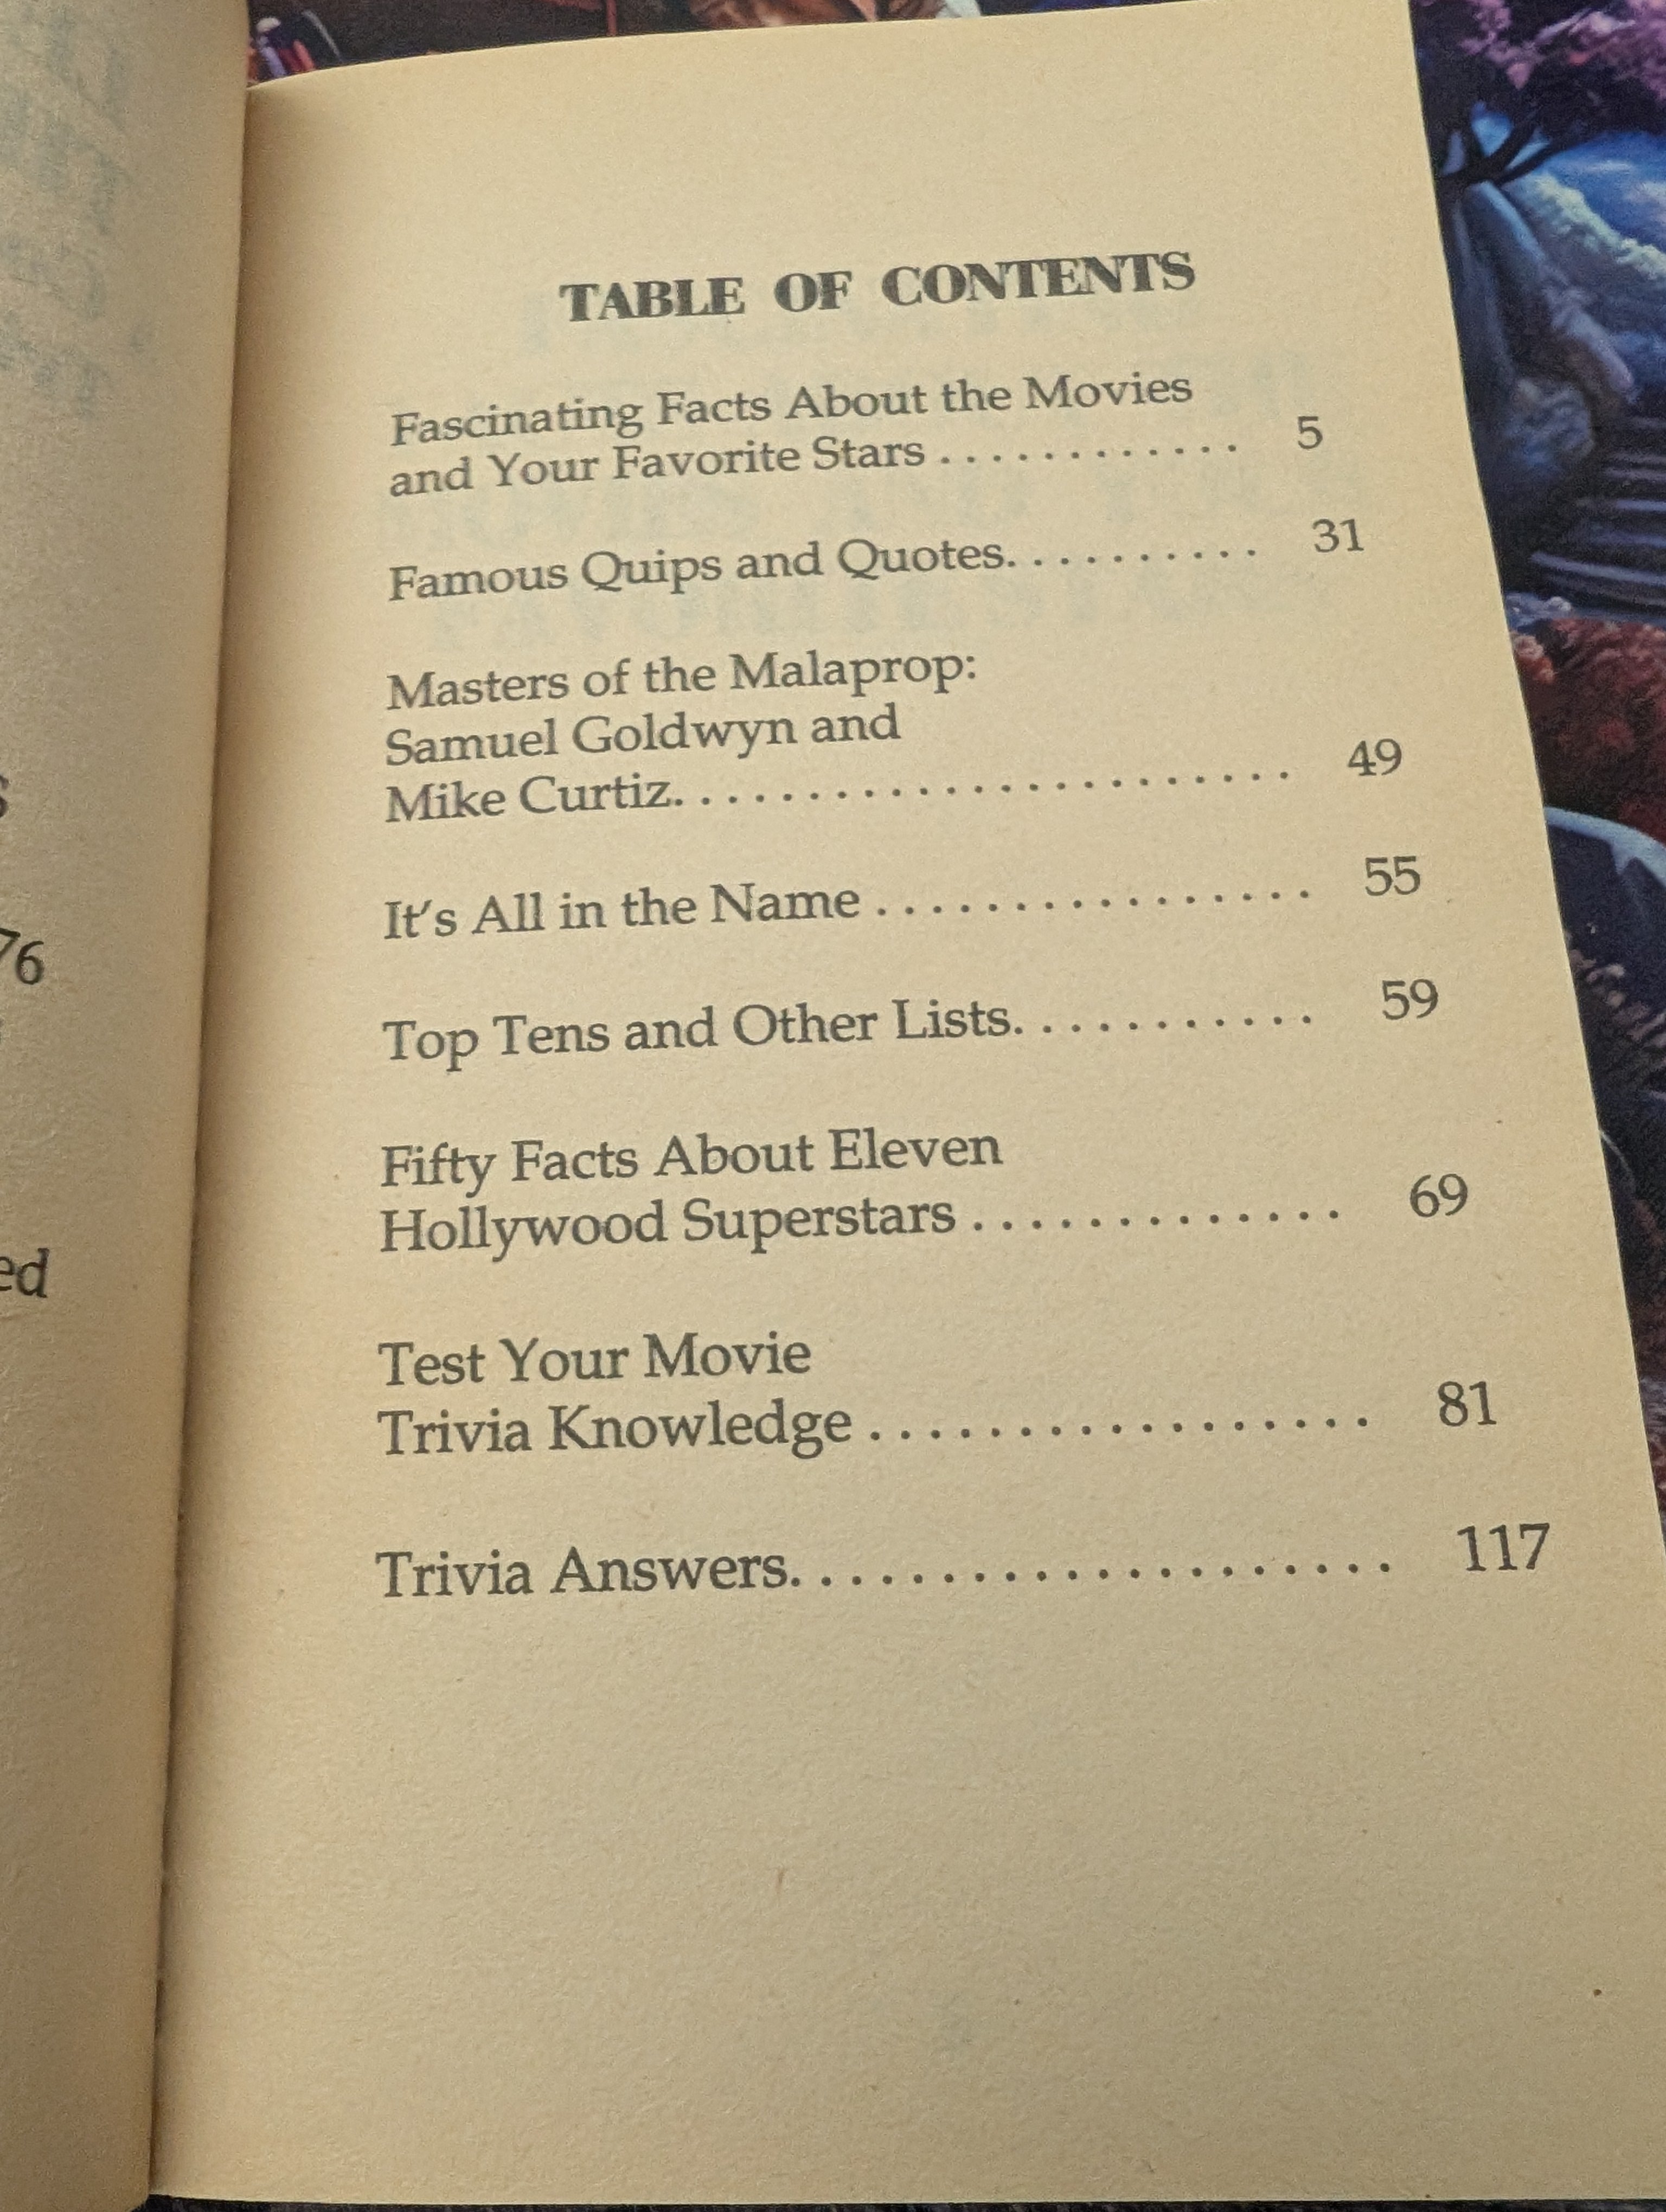 s
76
ed
TABLE OF CONTENTS
Fascinating Facts About the Movies
and Your Favorite Stars . . . . . . . . . . . . 5
Famous Quips and Quotes. . . . . . . . . . 31
Masters of the Malaprop:
Samuel Goldwyn and
Mike Curtiz. . . . . . . . . . . . . . . . . . . . . . . 49
It's All in the Name . . . . . . . . . . . . . . . . 55
Top Tens and Other Lists. . . . . . . . . . . 59
Fifty Facts About Eleven
Hollywood Superstars . . . . . . . . . . . . . 69
Test Your Movie
Trivia Knowledge . . . . . . . . . . . . . . . . . 81
Trivia Answers. . . . . . . . . . . . . . . . . . . . 117